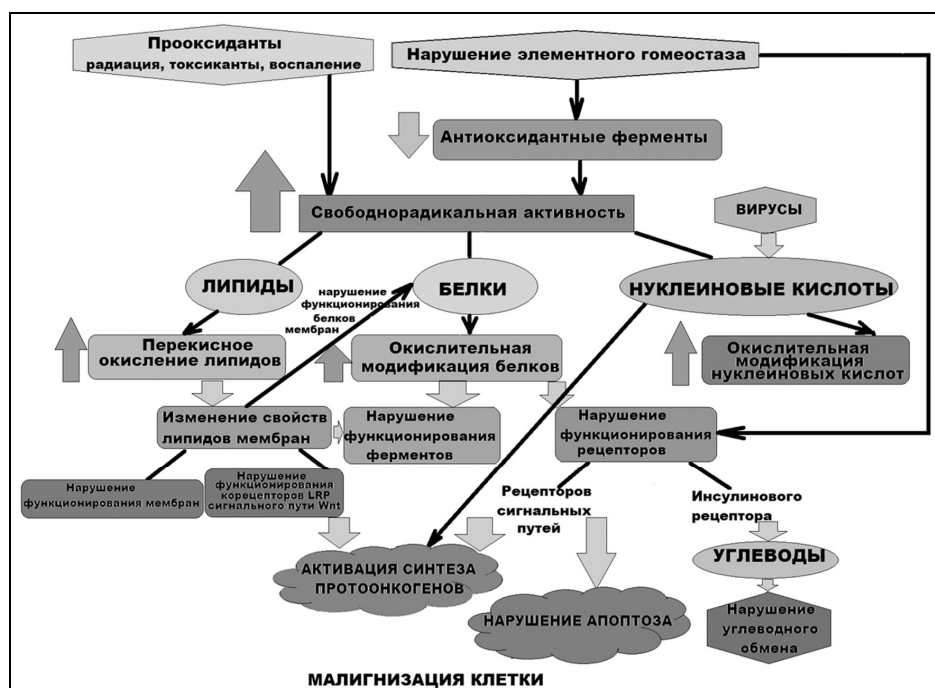 Прооксиданты
радиация, токсиканты, воспаление
Нарушение элементного гомеостаза
Антиоксидантные ферменты
Свободнорадикальная активность
ВИРУСЫ
ЛИПИДЫ
нарушение
функционирования
белков
мембран
БЕЛКИ
НУКЛЕИНОВЫЕ КИСЛОТЫ
Перекисное
окисление липидов
Окислительная
модификация белков
Окислительная
модификация
нуклеиновых кислот
Изменение свойств
липидов мембран
Нарушение
функционирования
ферментов
Нарушение
функционирования
рецепторов
Нарушение
функционирования мембран
Нарушение
функционирования
корецепторов LRP
сигнального пути Wnt
Рецепторов
сигнальных
путей
Инсулинового
рецептора
УГЛЕВОДЫ
АКТИВАЦИЯ СИНТЕЗА
ПРОТООНКОГЕНОВ
НАРУШЕНИЕ АПОПТОЗА
Нарушение
углеводного
обмена
МАЛИГНИЗАЦИЯ КЛЕТКИ